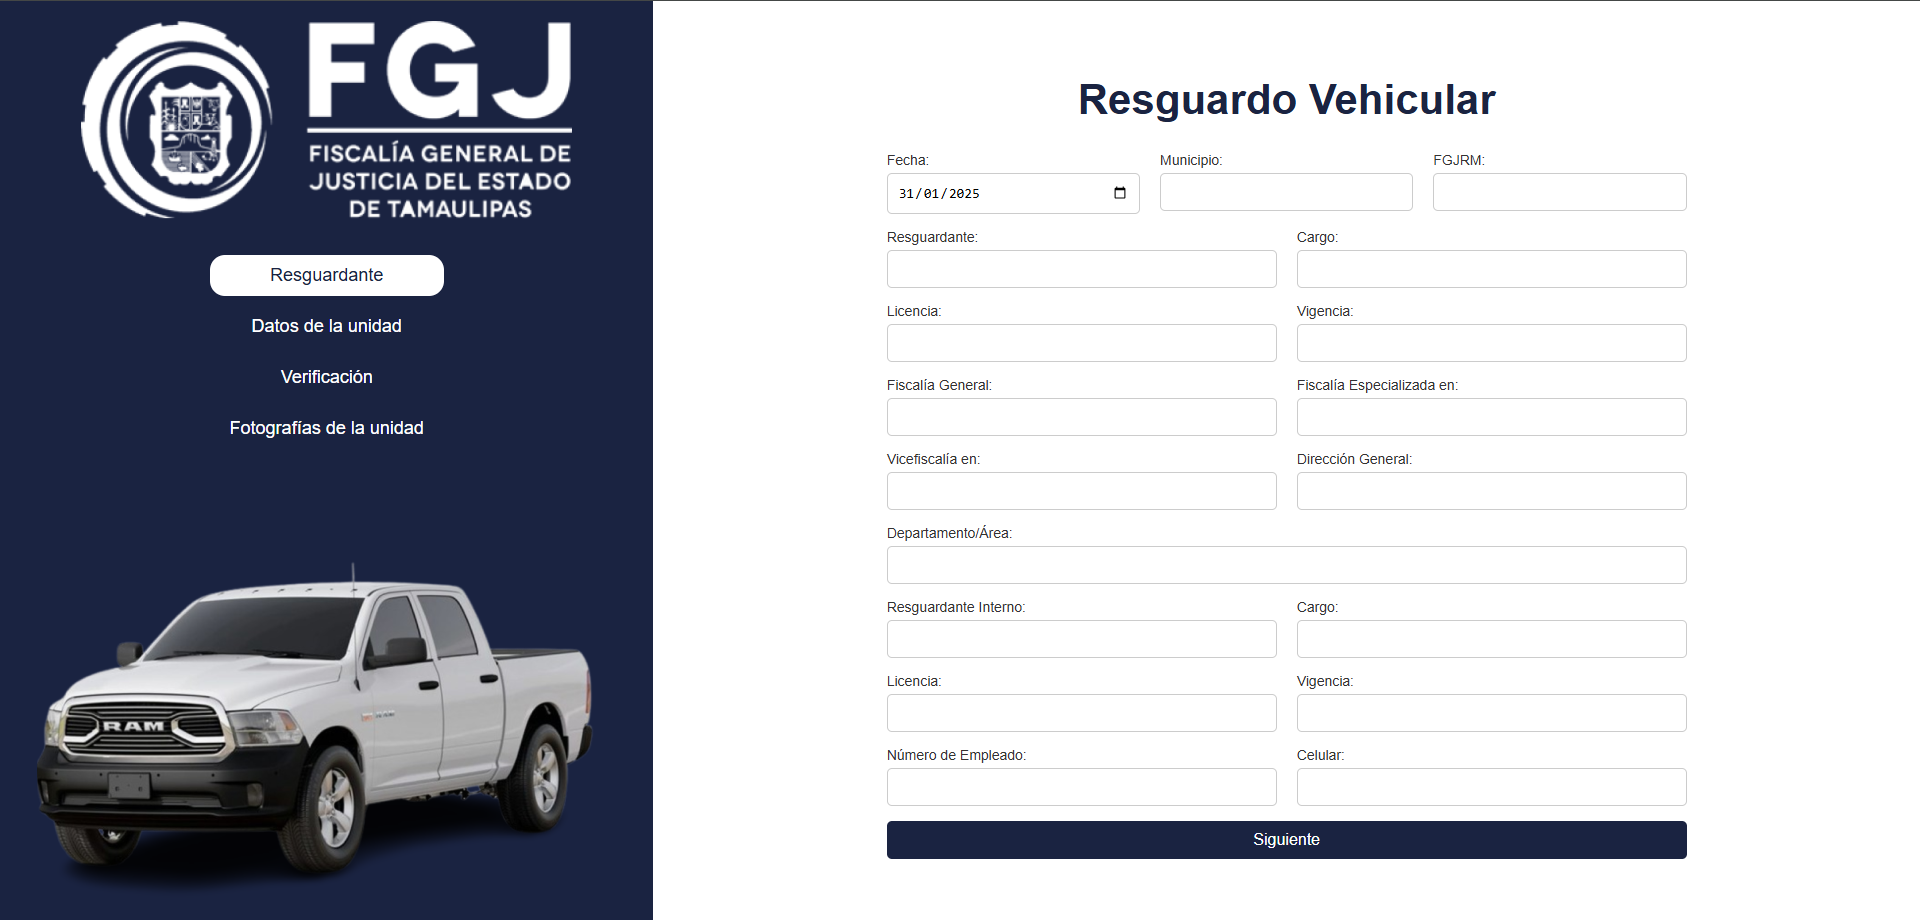 FGJ
FISCALÍA GENERAL DE
JUSTICIA DEL ESTADO
DE TAMAULIPAS
Resguardante
Datos de la unidad
Verificación
Fotografías de la unidad
RAM
Resguardo Vehicular
Fecha: Municipio: FGJRM:
31/01/2025
Resguardante: Cargo:
Licencia: Vigencia:
Fiscalía General: Fiscalía Especializada en:
Vicefiscalía en: Dirección General:
Departamento/Área:
Resguardante Interno: Cargo:
Licencia: Vigencia:
Número de Empleado: Celular:
Siguiente